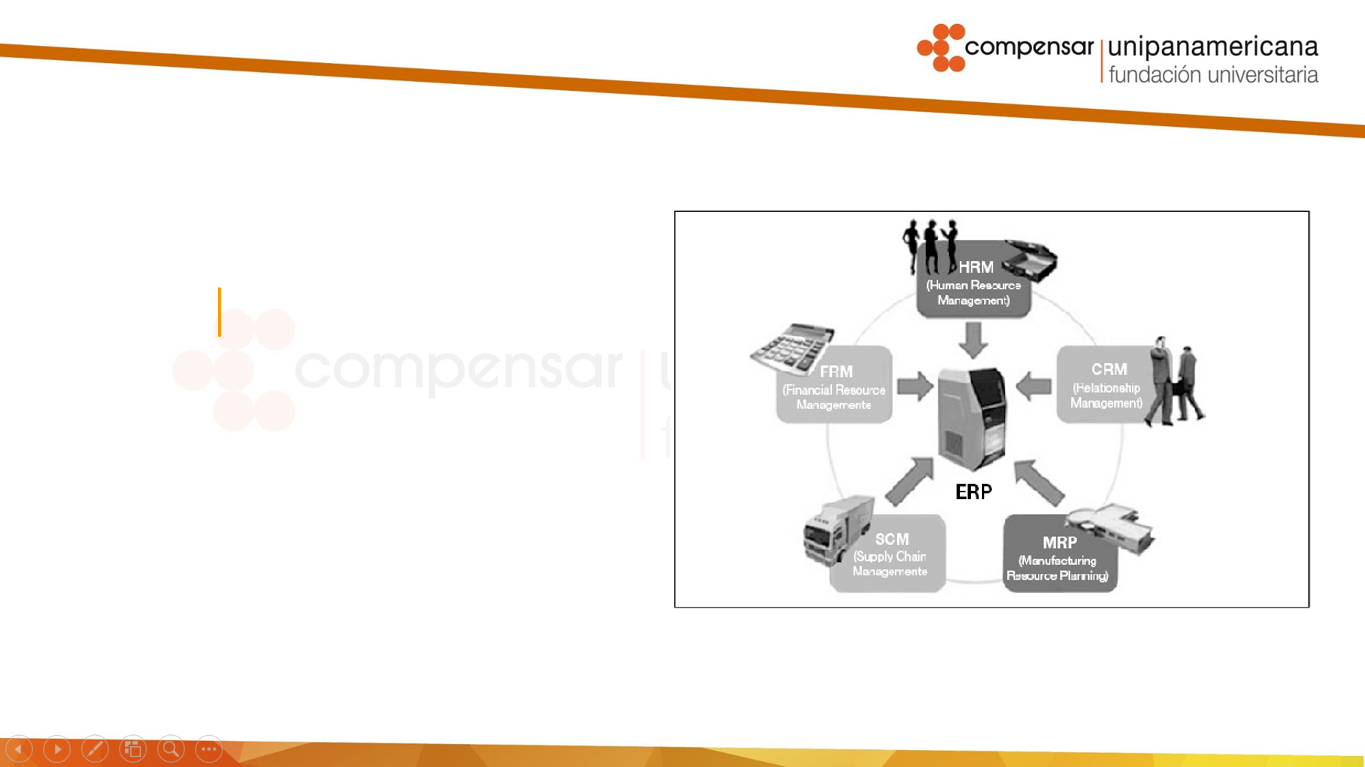 compensar unipanamericana
fundación universitaria
HRM
(Human Resource
Management)
FRM
(Financial Resource
Managemente
CRM
(Relationship
Management)
ERP
SCM
(Supply Chain
Managemente
MRP
(Manufacturing
Resource Planning)
compensar